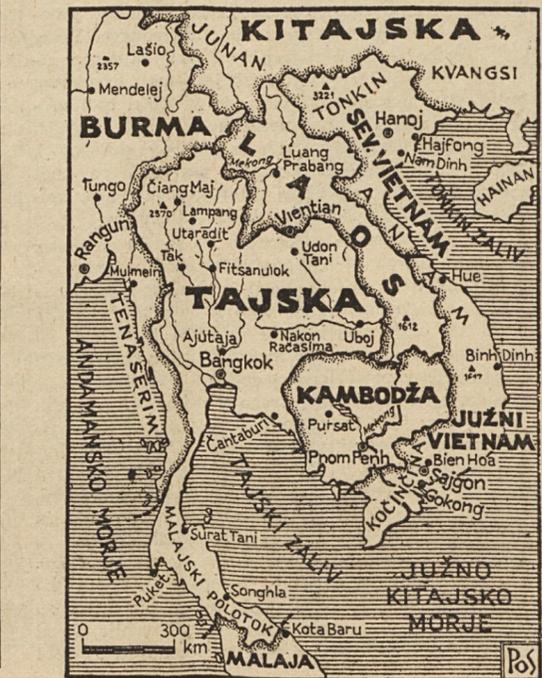 KITAJSKA
JUNAN
KVANGSI
Lašio
2357
Mendelej
BURMA
3221
TONKIN
Hanoj
Hajfong
Nam Dinh
SEV. VIETNAM
TONKIN. ZALIV
HAINAN
LAOS
Mekong
Luang
Prabang
Vientian
ANAM
Tungo
Čiang Maj
2570
Lampang
Utaradit
Rangun
Mulmein
Tak
Fitsanulok
Udon
Tani
TAJSKA
Hue
1612
Ajutaja
Nakon
Račasima
Uboj
Bangkok
Binh Dinh
TENASERIM
ANDAMANSKO MORJE
KAMBODŽA
Pursat
Mekong
Pnom Penh
Čantaburi
JUŽNI
VIETNAM
Bien Hoa
Sajgon
Gokong
KOČINČINA
TAJSKI ZALIV
MALAJSKI POLOTOK
Surat Tani
Puket
Songhla
JUŽNO
KITAJSKO
MORJE
Kota Baru
MALAJA
0 300
km
PoS